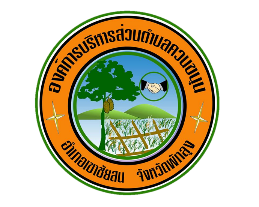 องค์การบริหารส่วนตำบลควนขนุน
อำเภอเขาชัยสน จังหวัดพัทลุง